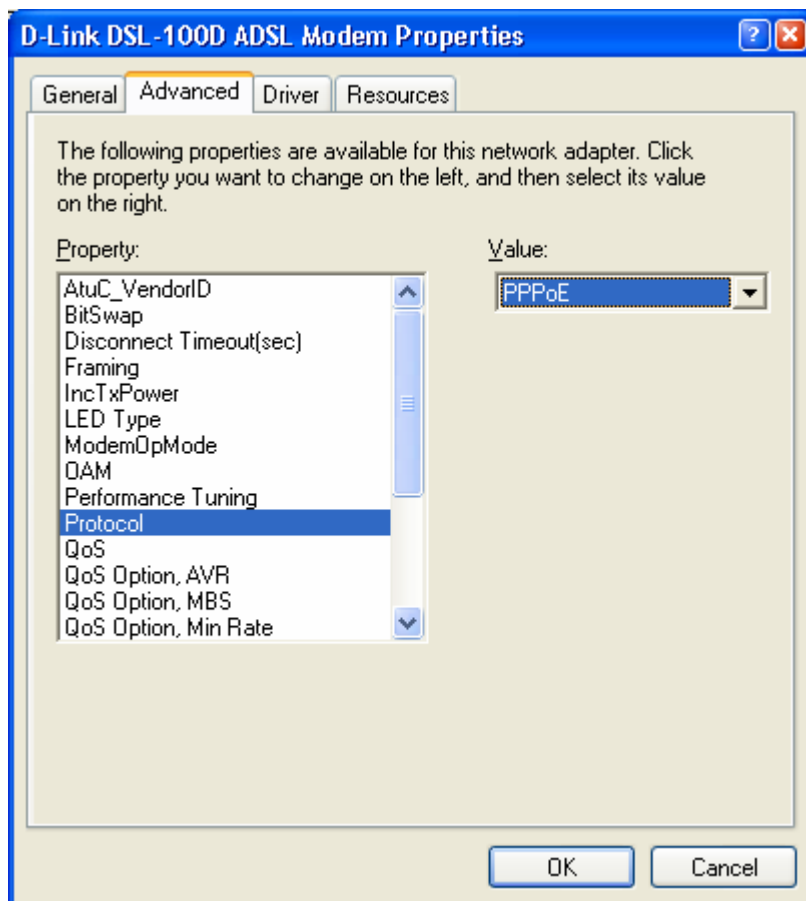 D-Link DSL-100D ADSL Modem Properties
General Advanced Driver Resources
The following properties are available for this network adapter. Click
the property you want to change on the left, and then select its value
on the right.
Property:
AtuC_VendorID
BitSwap
Disconnect Timeout(sec)
Framing
IncTxPower
LED Type
ModemOpMode
OAM
Performance Tuning
Protocol
QoS
QoS Option, AVR
QoS Option, MBS
QoS Option, Min Rate
Value:
PPPoE
OK Cancel